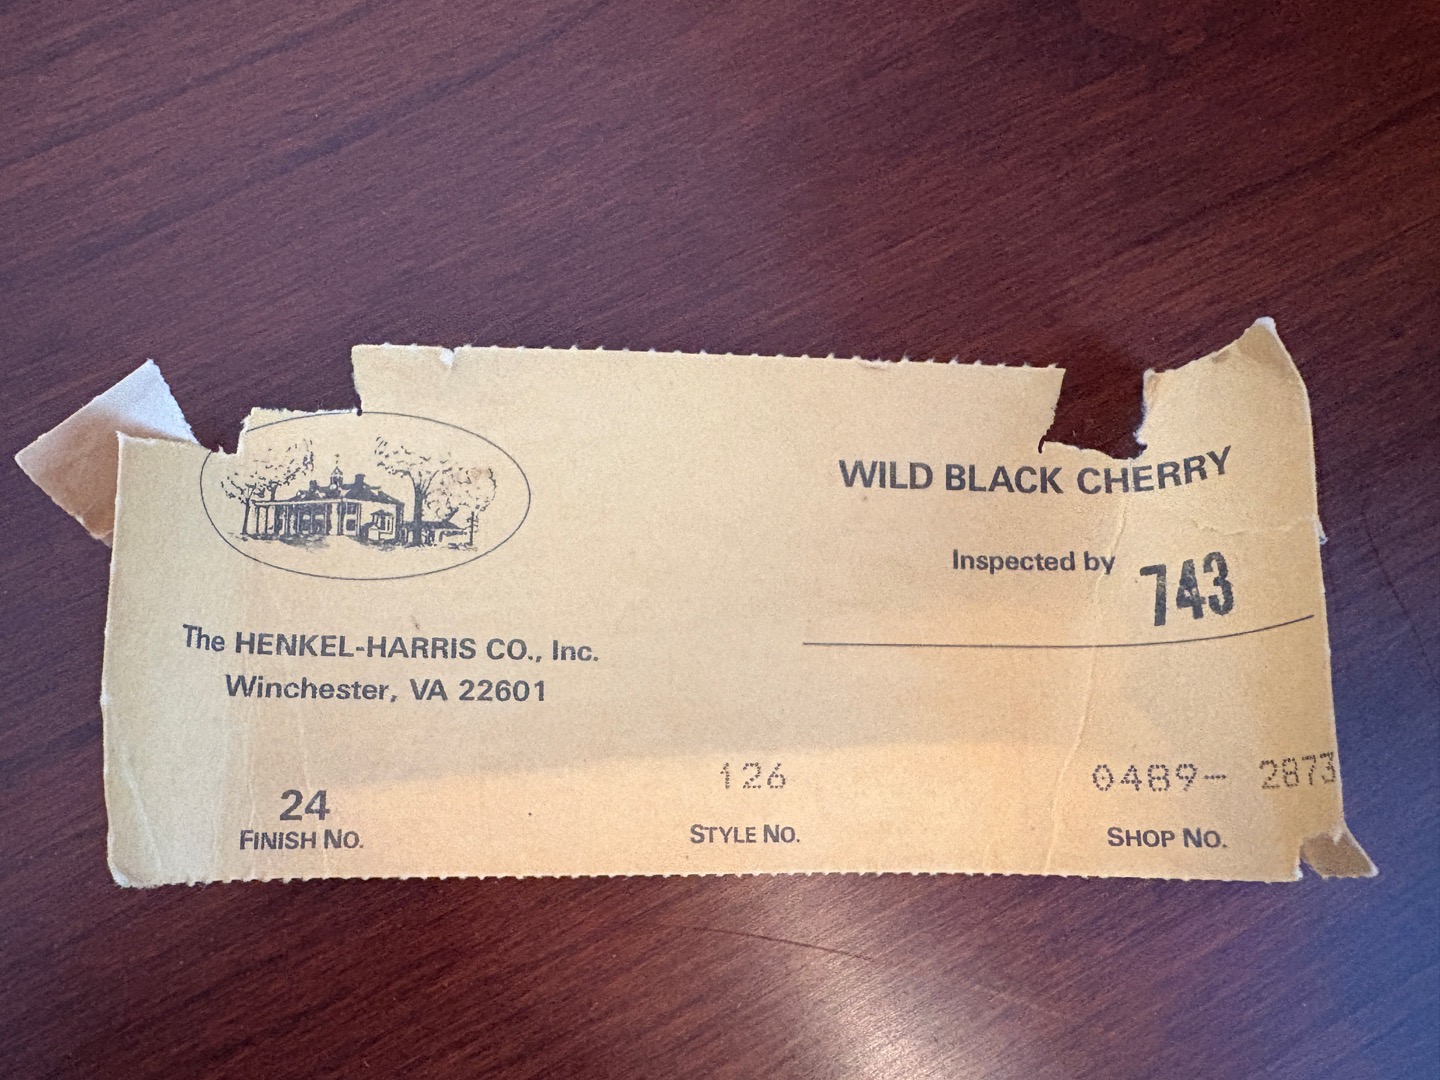 WILD BLACK CHERRY
Inspected by 743
The HENKEL-HARRIS CO., Inc.
Winchester, VA 22601
24 126 0489- 2873
FINISH NO. STYLE NO. SHOP NO.